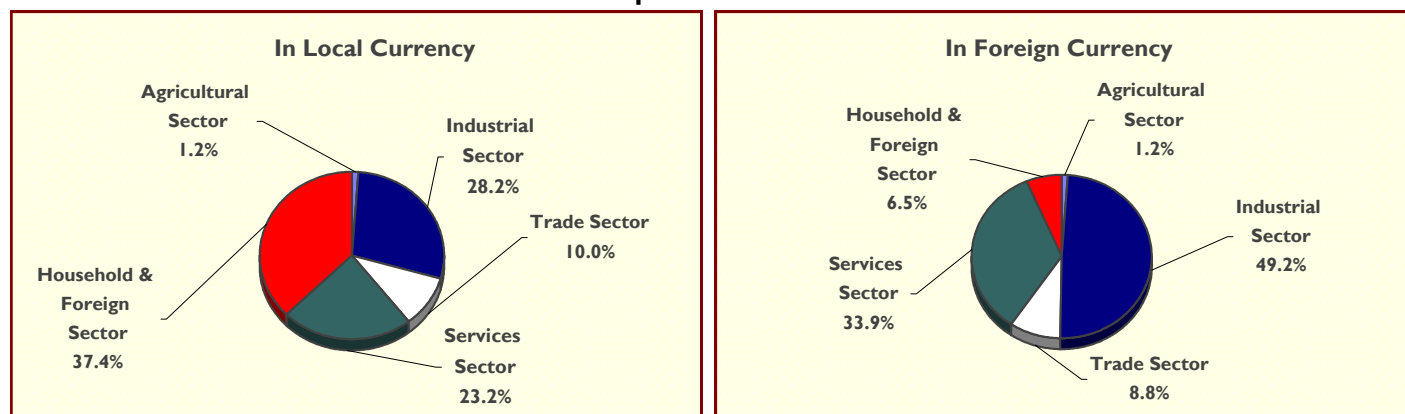 In Local Currency
Agricultural
Sector
1.2%
Industrial
Sector
28.2%
Trade Sector
10.0%
Household &
Foreign
Sector
37.4%
Services
Sector
23.2%
In Foreign Currency
Agricultural
Sector
1.2%
Household &
Foreign
Sector
6.5%
Industrial
Sector
49.2%
Services
Sector
33.9%
Trade Sector
8.8%